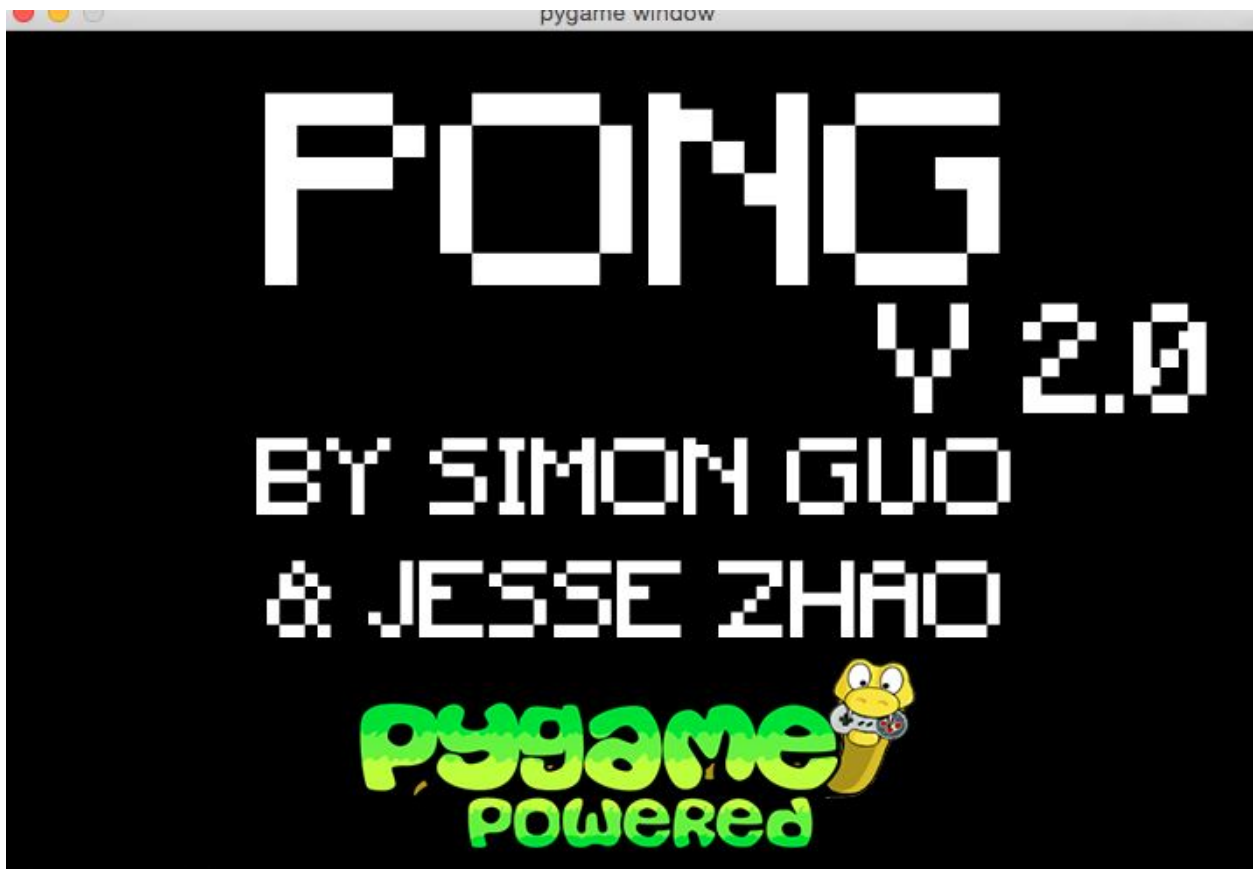 pygame window
PONG
V 2.0
BY SIMON GUO
& JESSE ZHAO
pygame
powered